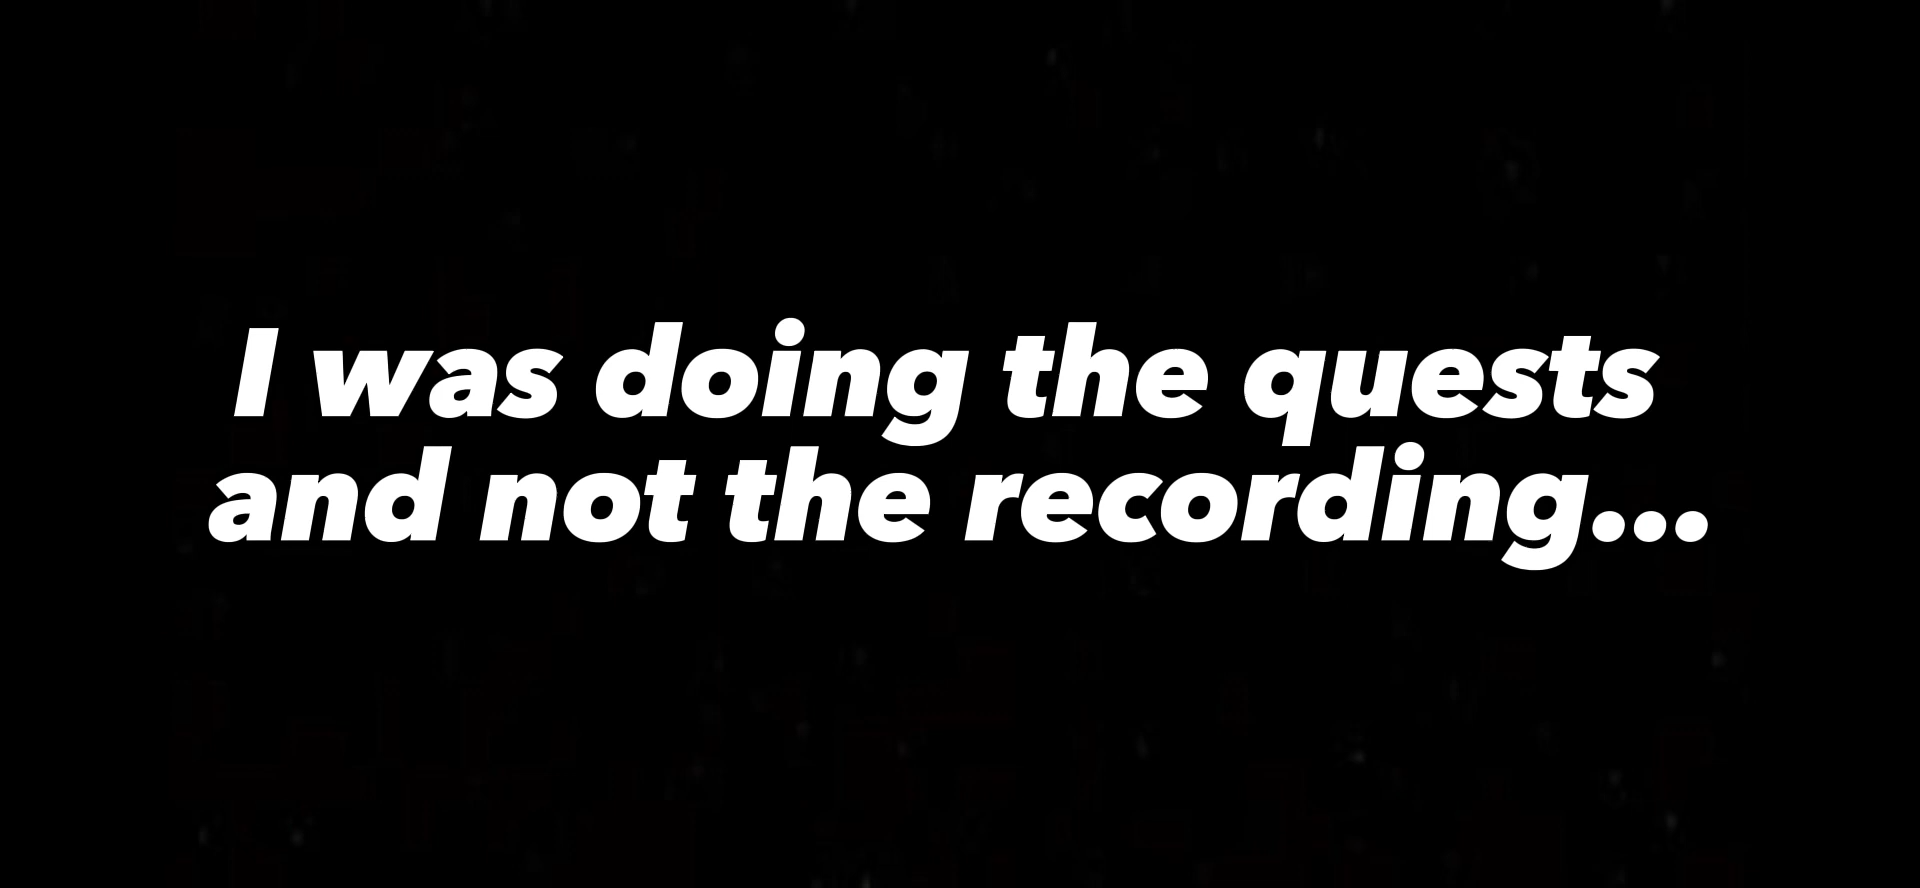 I was doing the quests
and not the recording...